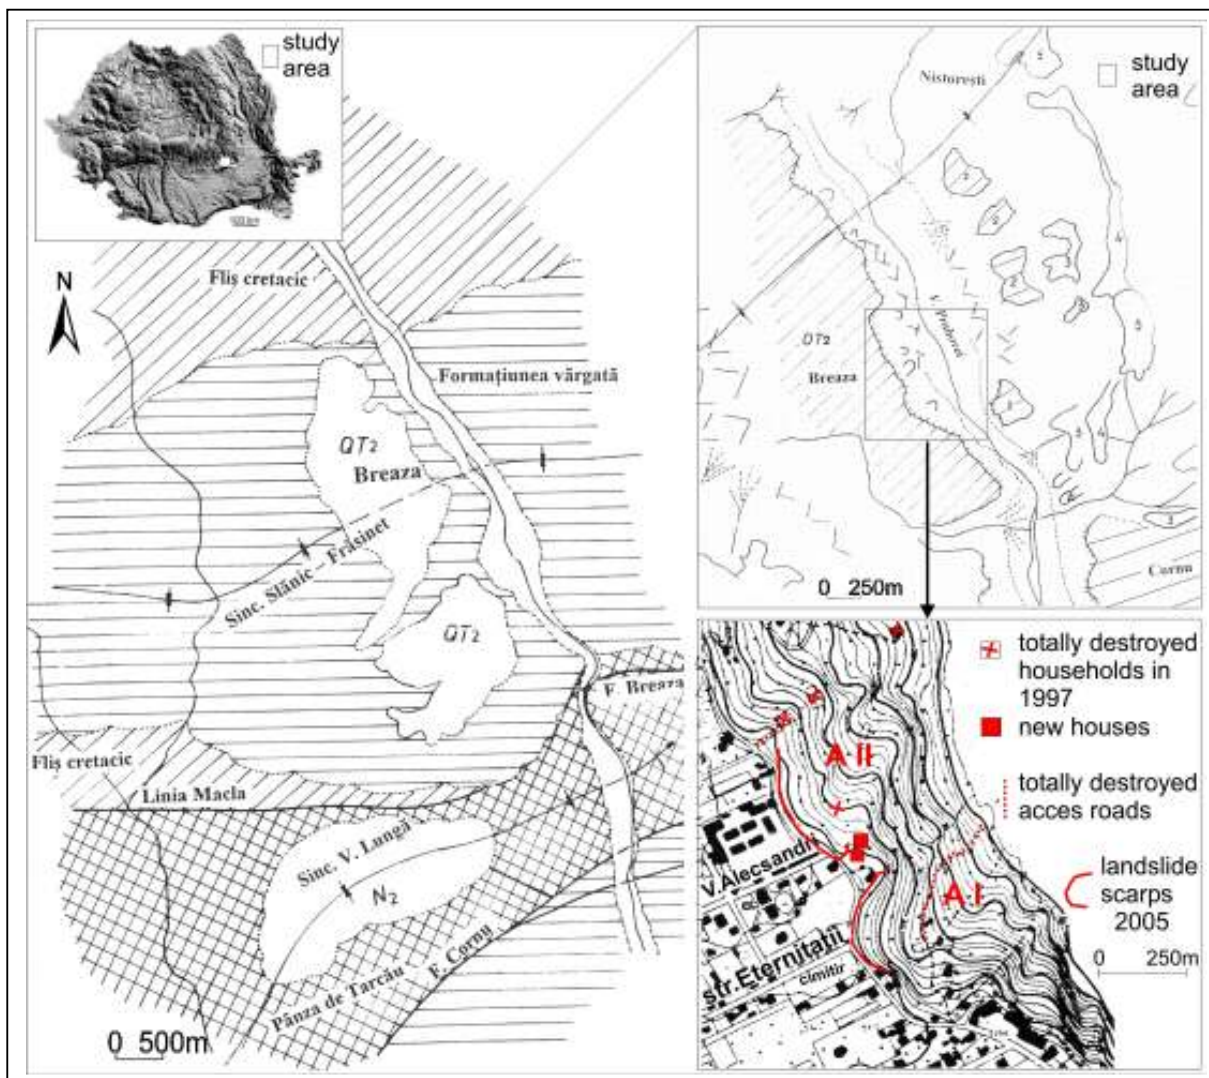 study
area
N
Fliș cretacic
Formațiunea vărgată
QT2
Breaza
Sinc. Slănic – Frăsinet
QT2
F. Breaza
Fliș cretacic
Linia Macla
Sinc. V. Lungă
N2
Pânza de Tarcău
F. Cornu
0 500m
study
area
Nistorești
V. Prahova
QT2
Breaza
Cornu
0 250m
totally destroyed
households in
1997
new houses
totally destroyed
acces roads
landslide
scarps
2005
0 250m
A II
A I
V.Alecsandri
str.Eternității
cimitir